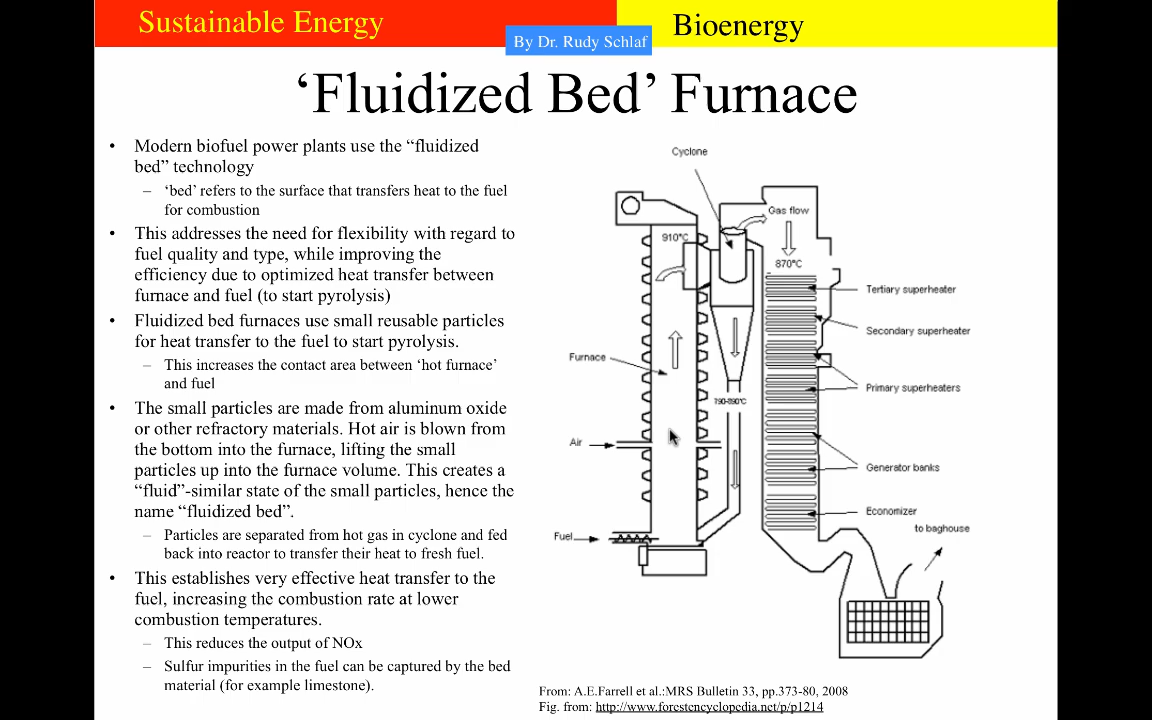 Sustainable Energy
Bioenergy
By Dr. Rudy Schlaf
‘Fluidized Bed’ Furnace
• Modern biofuel power plants use the “fluidized
bed” technology
– ‘bed’ refers to the surface that transfers heat to the fuel
for combustion
• This addresses the need for flexibility with regard to
fuel quality and type, while improving the
efficiency due to optimized heat transfer between
furnace and fuel (to start pyrolysis)
• Fluidized bed furnaces use small reusable particles
for heat transfer to the fuel to start pyrolysis.
– This increases the contact area between ‘hot furnace’
and fuel
• The small particles are made from aluminum oxide
or other refractory materials. Hot air is blown from
the bottom into the furnace, lifting the small
particles up into the furnace volume. This creates a
“fluid”-similar state of the small particles, hence the
name “fluidized bed”.
– Particles are separated from hot gas in cyclone and fed
back into reactor to transfer their heat to fresh fuel.
• This establishes very effective heat transfer to the
fuel, increasing the combustion rate at lower
combustion temperatures.
– This reduces the output of NOx
– Sulfur impurities in the fuel can be captured by the bed
material (for example limestone).
Cyclone
Gas flow
910°C
870°C
Tertiary superheater
Secondary superheater
Furnace
Primary superheaters
790-890°C
Air
Generator banks
Economizer
to baghouse
Fuel
From: A.E.Farrell et al.:MRS Bulletin 33, pp.373-80, 2008
Fig. from: http://www.forestencyclopedia.net/p/p1214